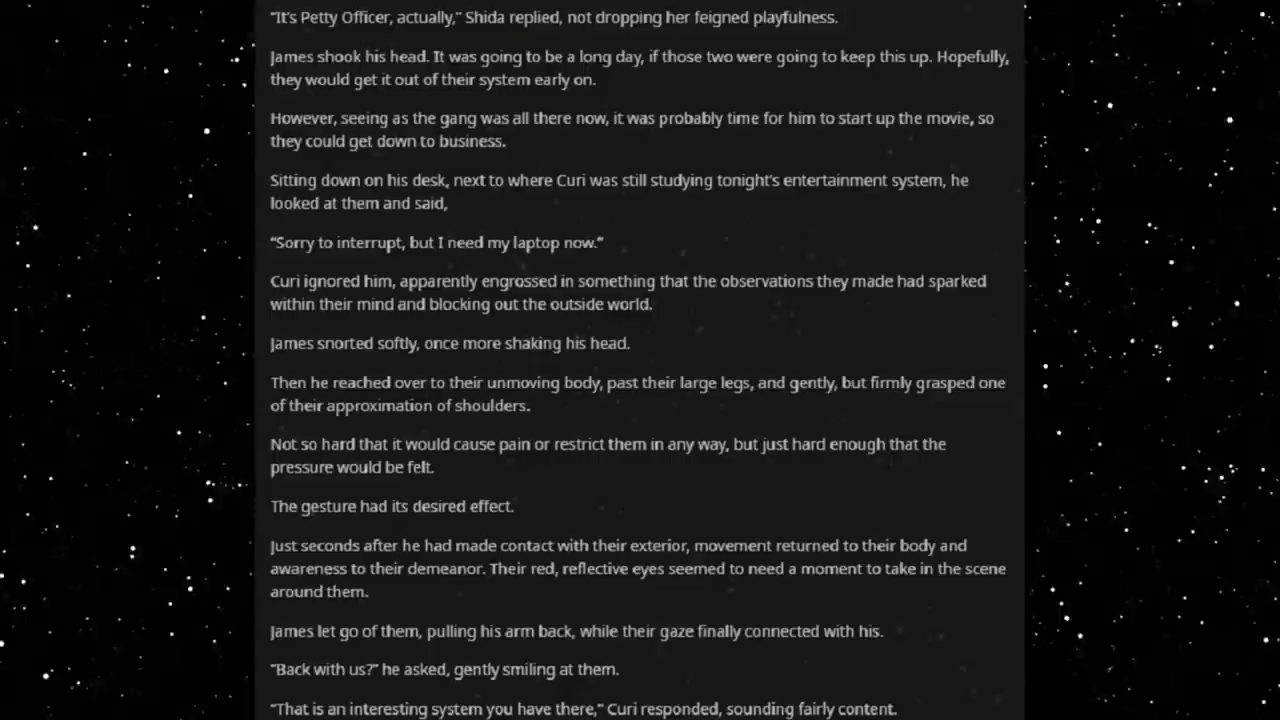 “It’s Petty Officer, actually,” Shida replied, not dropping her feigned playfulness.
James shook his head. It was going to be a long day, if those two were going to keep this up. Hopefully,
they would get it out of their system early on.
However, seeing as the gang was all there now, it was probably time for him to start up the movie, so
they could get down to business.
Sitting down on his desk, next to where Curi was still studying tonight’s entertainment system, he
looked at them and said,
“Sorry to interrupt, but I need my laptop now.”
Curi ignored him, apparently engrossed in something that the observations they made had sparked
within their mind and blocking out the outside world.
James snorted softly, once more shaking his head.
Then he reached over to their unmoving body, past their large legs, and gently, but firmly grasped one
of their approximation of shoulders.
Not so hard that it would cause pain or restrict them in any way, but just hard enough that the
pressure would be felt.
The gesture had its desired effect.
Just seconds after he had made contact with their exterior, movement returned to their body and
awareness to their demeanor. Their red, reflective eyes seemed to need a moment to take in the scene
around them.
James let go of them, pulling his arm back, while their gaze finally connected with his.
“Back with us?” he asked, gently smiling at them.
“That is an interesting system you have there,” Curi responded, sounding fairly content.